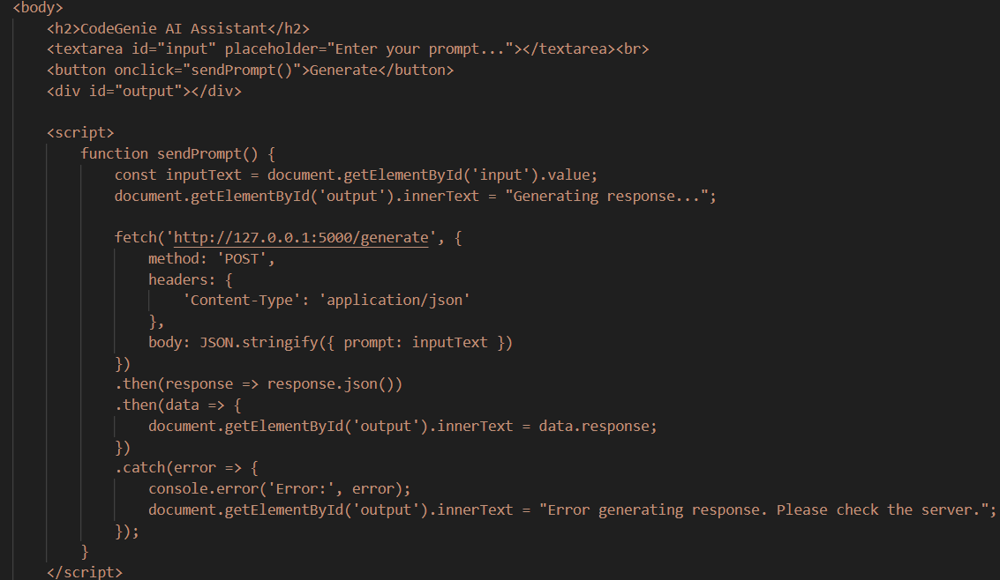 <body>
<h2>CodeGenie AI Assistant</h2>
<textarea id="input" placeholder="Enter your prompt..."></textarea><br>
<button onclick="sendPrompt()">Generate</button>
<div id="output"></div>
<script>
function sendPrompt() {
const inputText = document.getElementById('input').value;
document.getElementById('output').innerText = "Generating response...";
fetch('http://127.0.0.1:5000/generate', {
method: 'POST',
headers: {
'Content-Type': 'application/json'
},
body: JSON.stringify({ prompt: inputText })
})
.then(response => response.json())
.then(data => {
document.getElementById('output').innerText = data.response;
})
.catch(error => {
console.error('Error:', error);
document.getElementById('output').innerText = "Error generating response. Please check the server.";
});
}
</script>